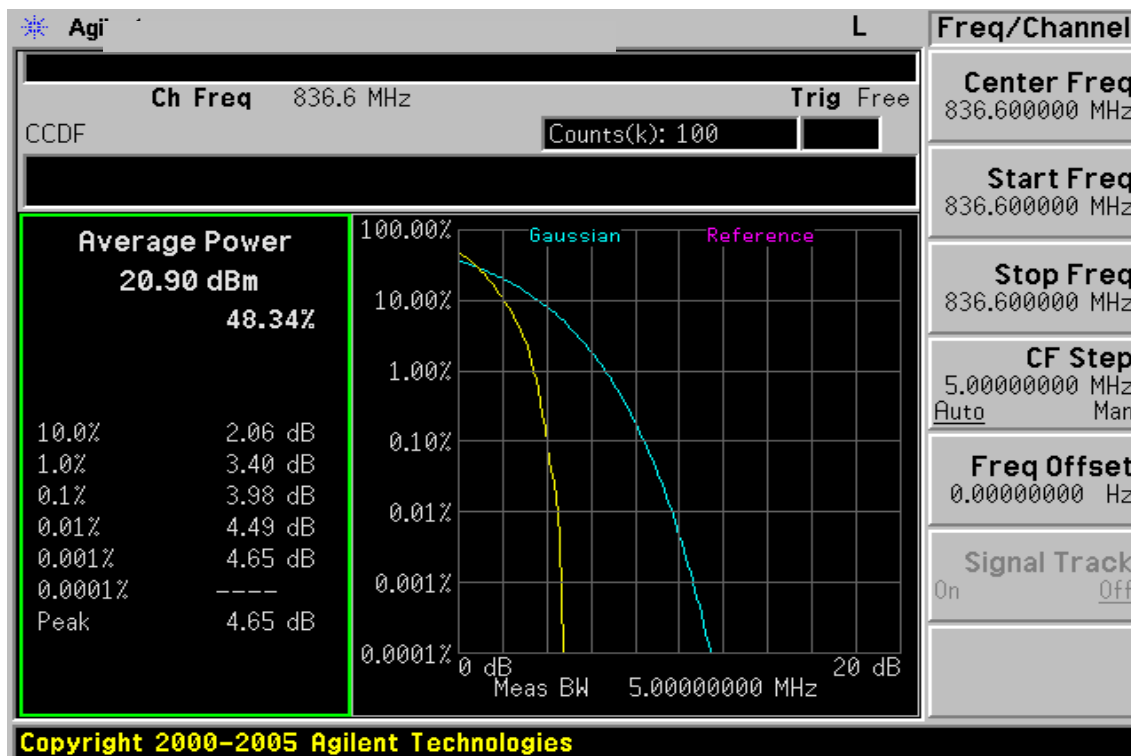 Agi L
Ch Freq 836.6 MHz Trig Free
CCDF Counts(k): 100
Average Power
20.90 dBm
48.34%
10.0% 2.06 dB
1.0% 3.40 dB
0.1% 3.98 dB
0.01% 4.49 dB
0.001% 4.65 dB
0.0001% ----
Peak 4.65 dB
100.00%
10.00%
1.00%
0.10%
0.01%
0.001%
0.0001%
Gaussian Reference
0 dB 20 dB
Meas BW 5.00000000 MHz
Freq/Channel
Center Freq
836.600000 MHz
Start Freq
836.600000 MHz
Stop Freq
836.600000 MHz
CF Step
5.00000000 MHz
Auto Man
Freq Offset
0.00000000 Hz
Signal Track
On Off
Copyright 2000-2005 Agilent Technologies